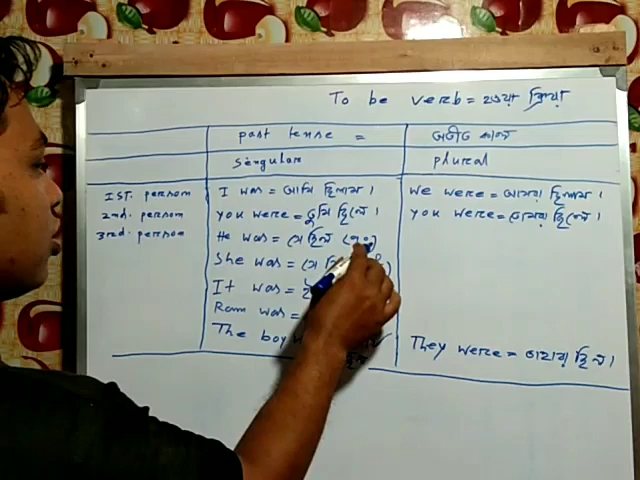 To be verb = হওয়া ক্রিয়া
past tense = অতীত কাল
Singular plural
1st. person I was = আমি ছিলাম। We were = আমরা ছিলাম।
2nd. person you were = তুমি ছিলে। you were = তোমরা ছিলে।
3rd. person He was = সে ছিল (পুং)
She was = সে
It was =
Ram was =
The boy They were = তাহারা ছিল।